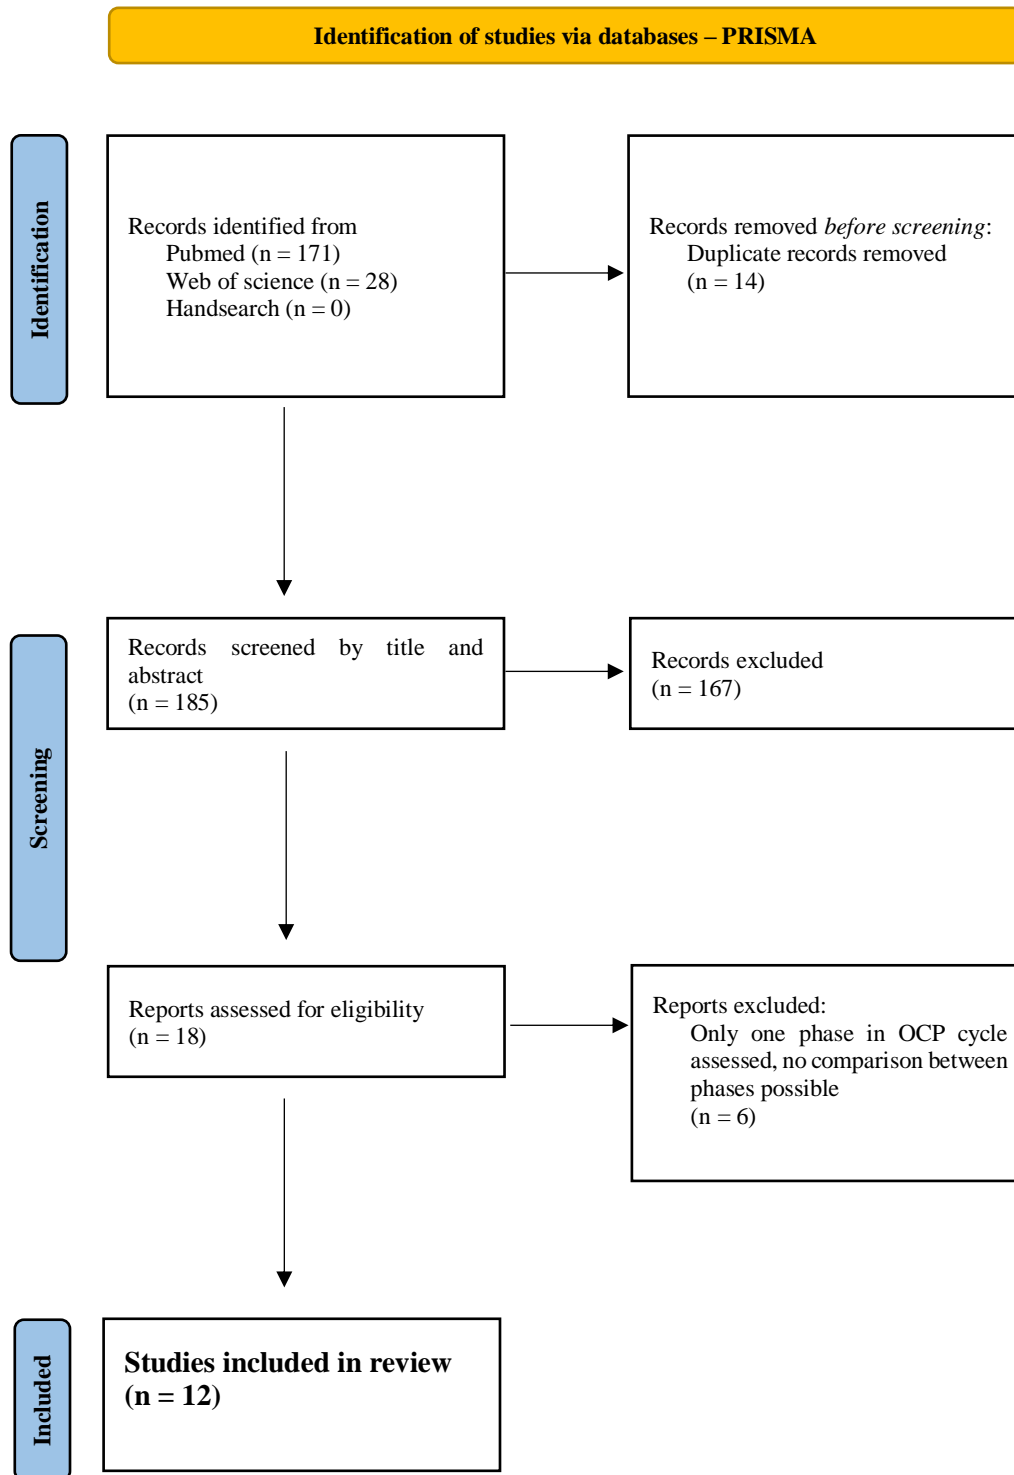 Identification of studies via databases – PRISMA
Identification
Records identified from
Pubmed (n = 171)
Web of science (n = 28)
Handsearch (n = 0)
Records removed before screening:
Duplicate records removed
(n = 14)
Screening
Records screened by title and
abstract
(n = 185)
Records excluded
(n = 167)
Reports assessed for eligibility
(n = 18)
Reports excluded:
Only one phase in OCP cycle
assessed, no comparison between
phases possible
(n = 6)
Included
Studies included in review
(n = 12)